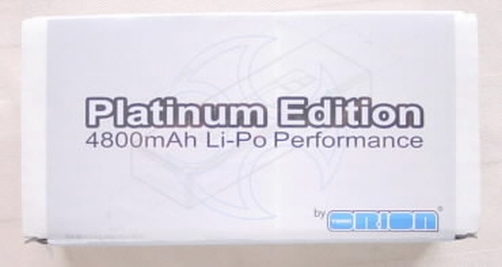 Platinum Edition
4800mAh Li-Po Performance
by ORION®